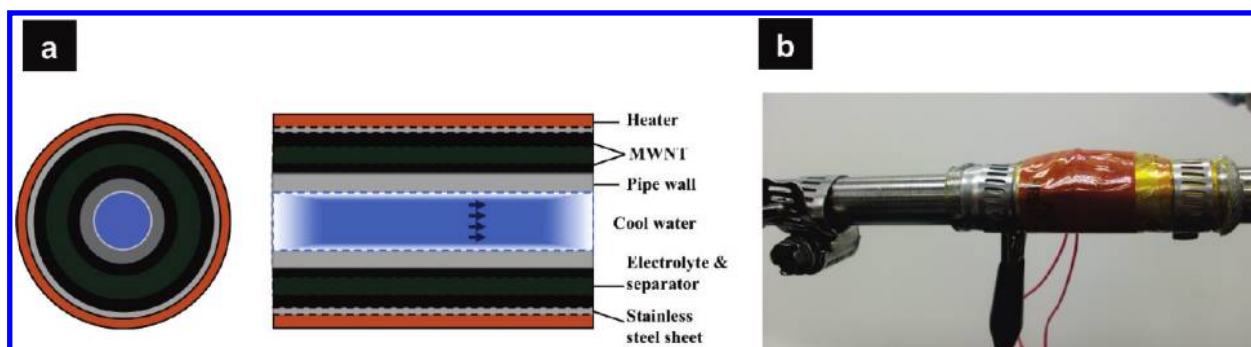 a
b
Heater
MWNT
Pipe wall
Cool water
Electrolyte &
separator
Stainless
steel sheet